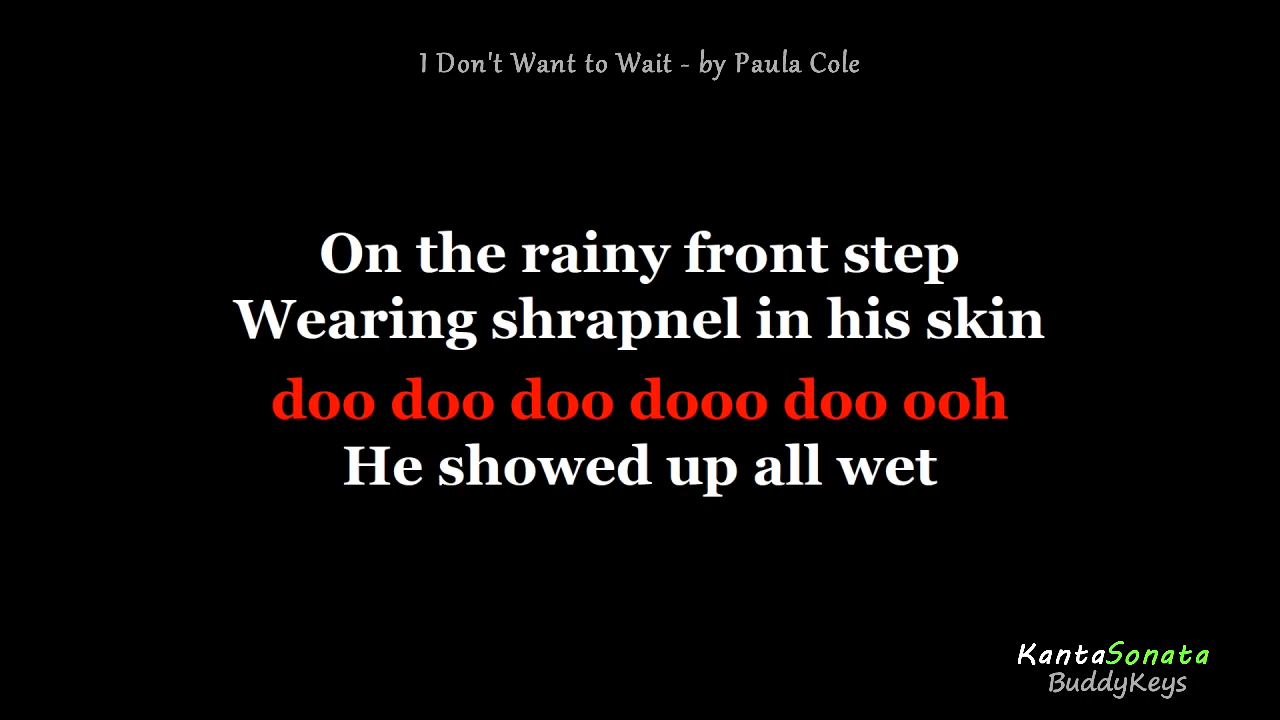 I Don't Want to Wait - by Paula Cole
On the rainy front step
Wearing shrapnel in his skin
doo doo doo dooo doo ooh
He showed up all wet
KantaSonata
BuddyKeys